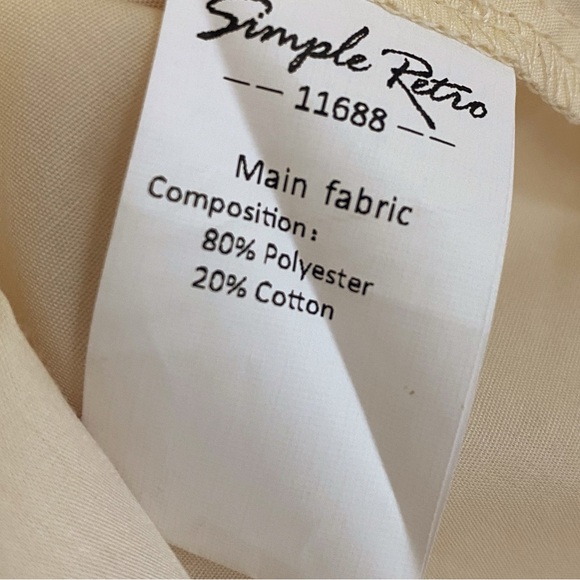 Simple Retro
—— 11688 ——
Main fabric
Composition:
80% Polyester
20% Cotton